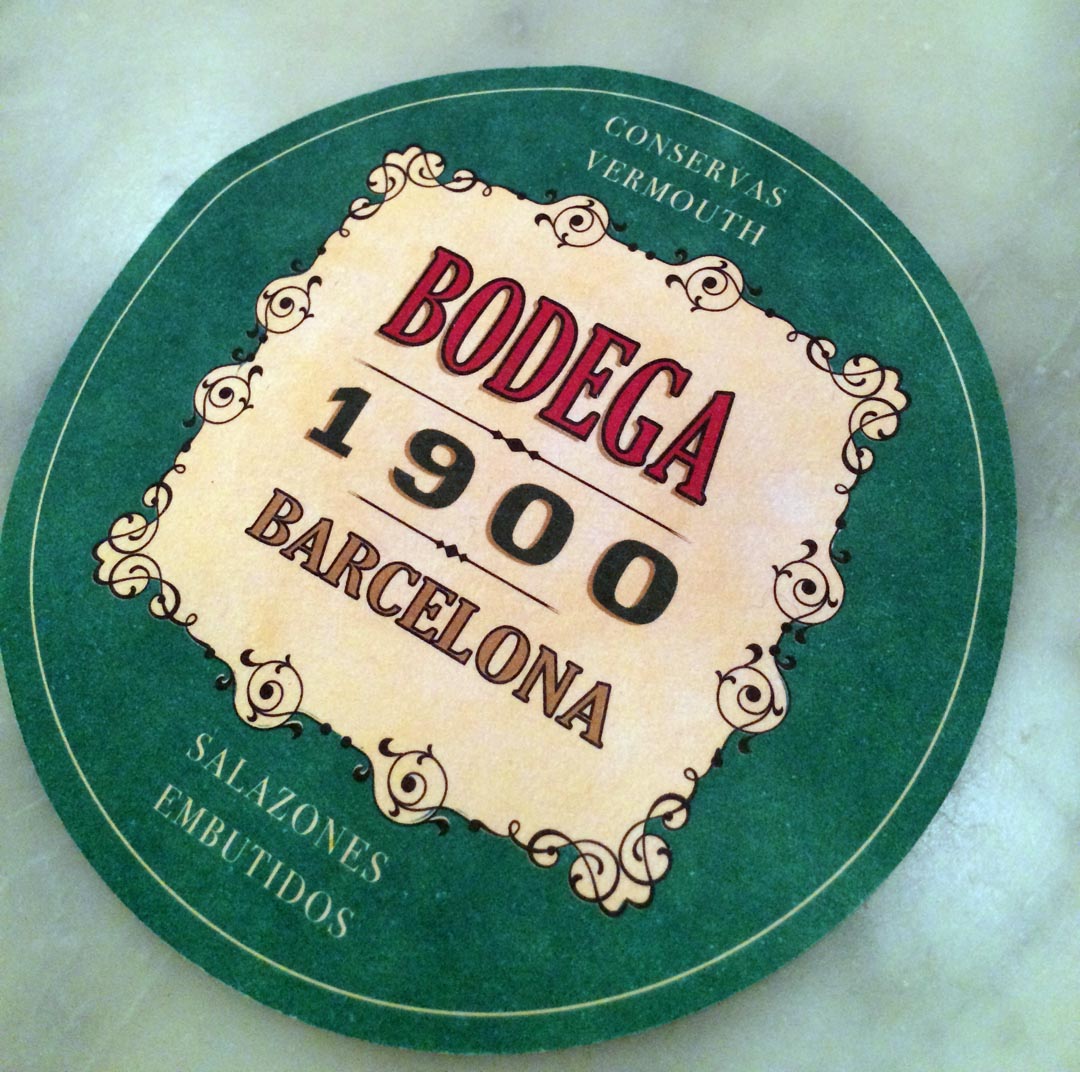 CONSERVAS
VERMOUTH
BODEGA
1900
BARCELONA
SALAZONES
EMBUTIDOS